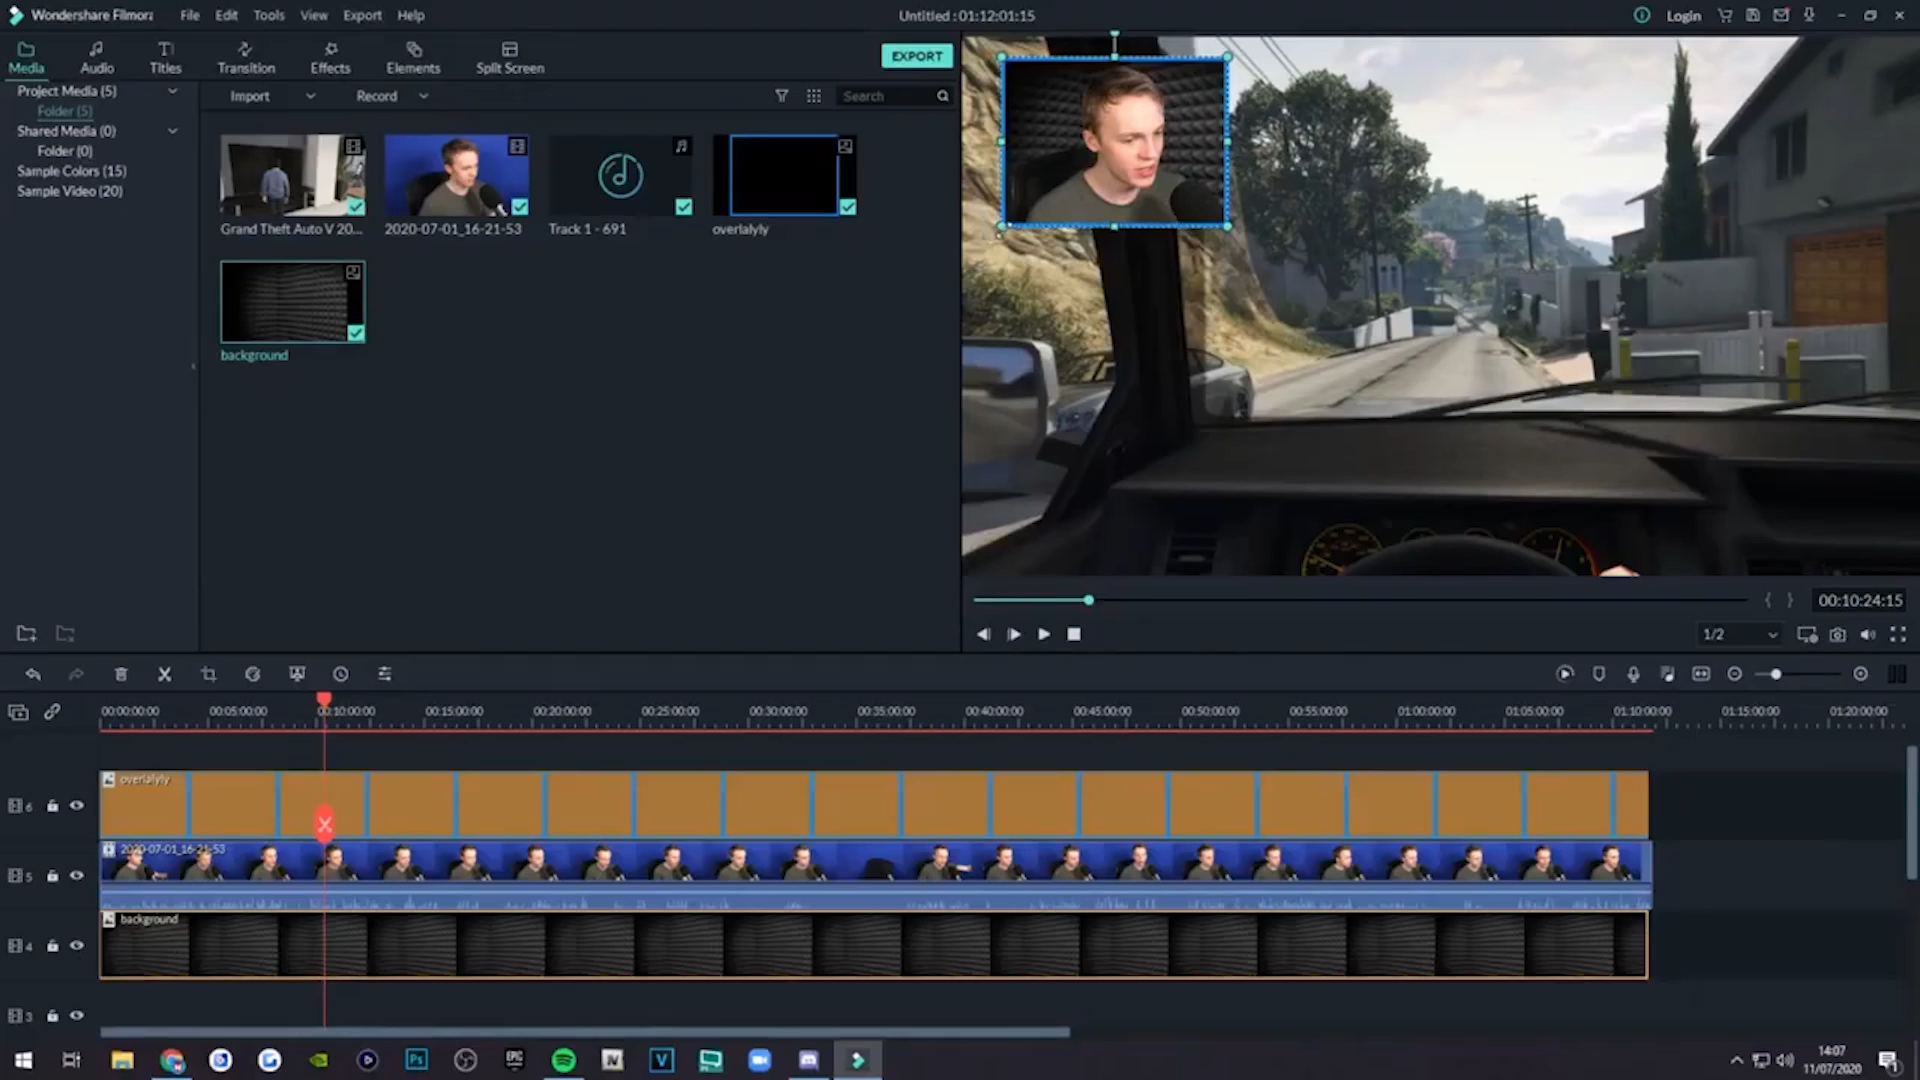 Wondershare Filmora File Edit Tools View Export Help Untitled : 01:12:01:15 Login
Media Audio Titles Transition Effects Elements Split Screen EXPORT
Project Media (5)
Folder (5)
Shared Media (0)
Folder (0)
Sample Colors (15)
Sample Video (20)
Import Record Search
Grand Theft Auto V 20... 2020-07-01_16-21-53 Track 1 - 691 overlalyly
background
00:10:24:15
1/2
00:00:00:00 00:05:00:00 00:10:00:00 00:15:00:00 00:20:00:00 00:25:00:00 00:30:00:00 00:35:00:00 00:40:00:00 00:45:00:00 00:50:00:00 00:55:00:00 01:00:00:00 01:05:00:00 01:10:00:00 01:15:00:00 01:20:00:00
overlalyly
6
2020-07-01_16-21-53
5
background
4
3
Ps EPIC V
14:07
11/07/2020
1